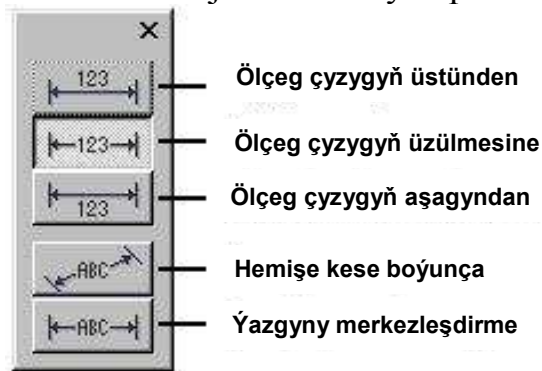 123
Ölçeg çyzygyň üstünden
123
Ölçeg çyzygyň üzülmesine
123
Ölçeg çyzygyň aşagyndan
ABC
Hemişe kese boýunça
ABC
Ýazgyny merkezleşdirme